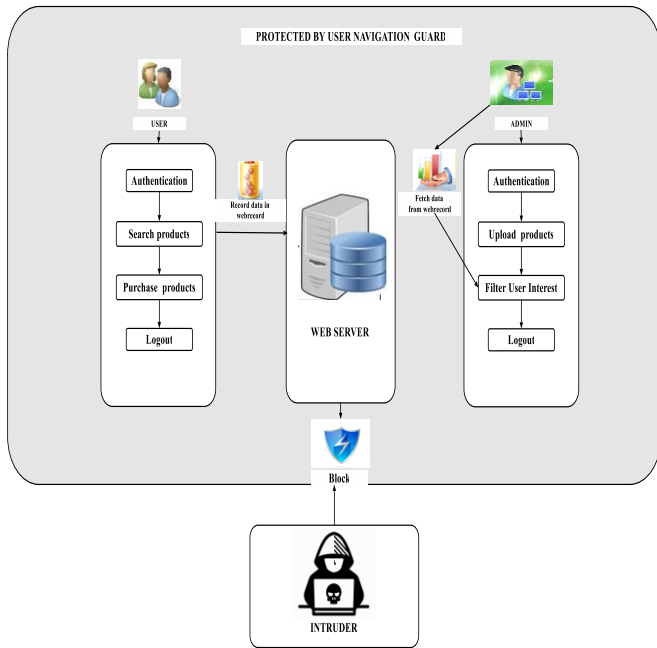 PROTECTED BY USER NAVIGATION GUARD
USER
Authentication
Search products
Purchase products
Logout
Record data in
webrecord
WEB SERVER
Fetch data
from webrecord
ADMIN
Authentication
Upload products
Filter User Interest
Logout
Block
INTRUDER